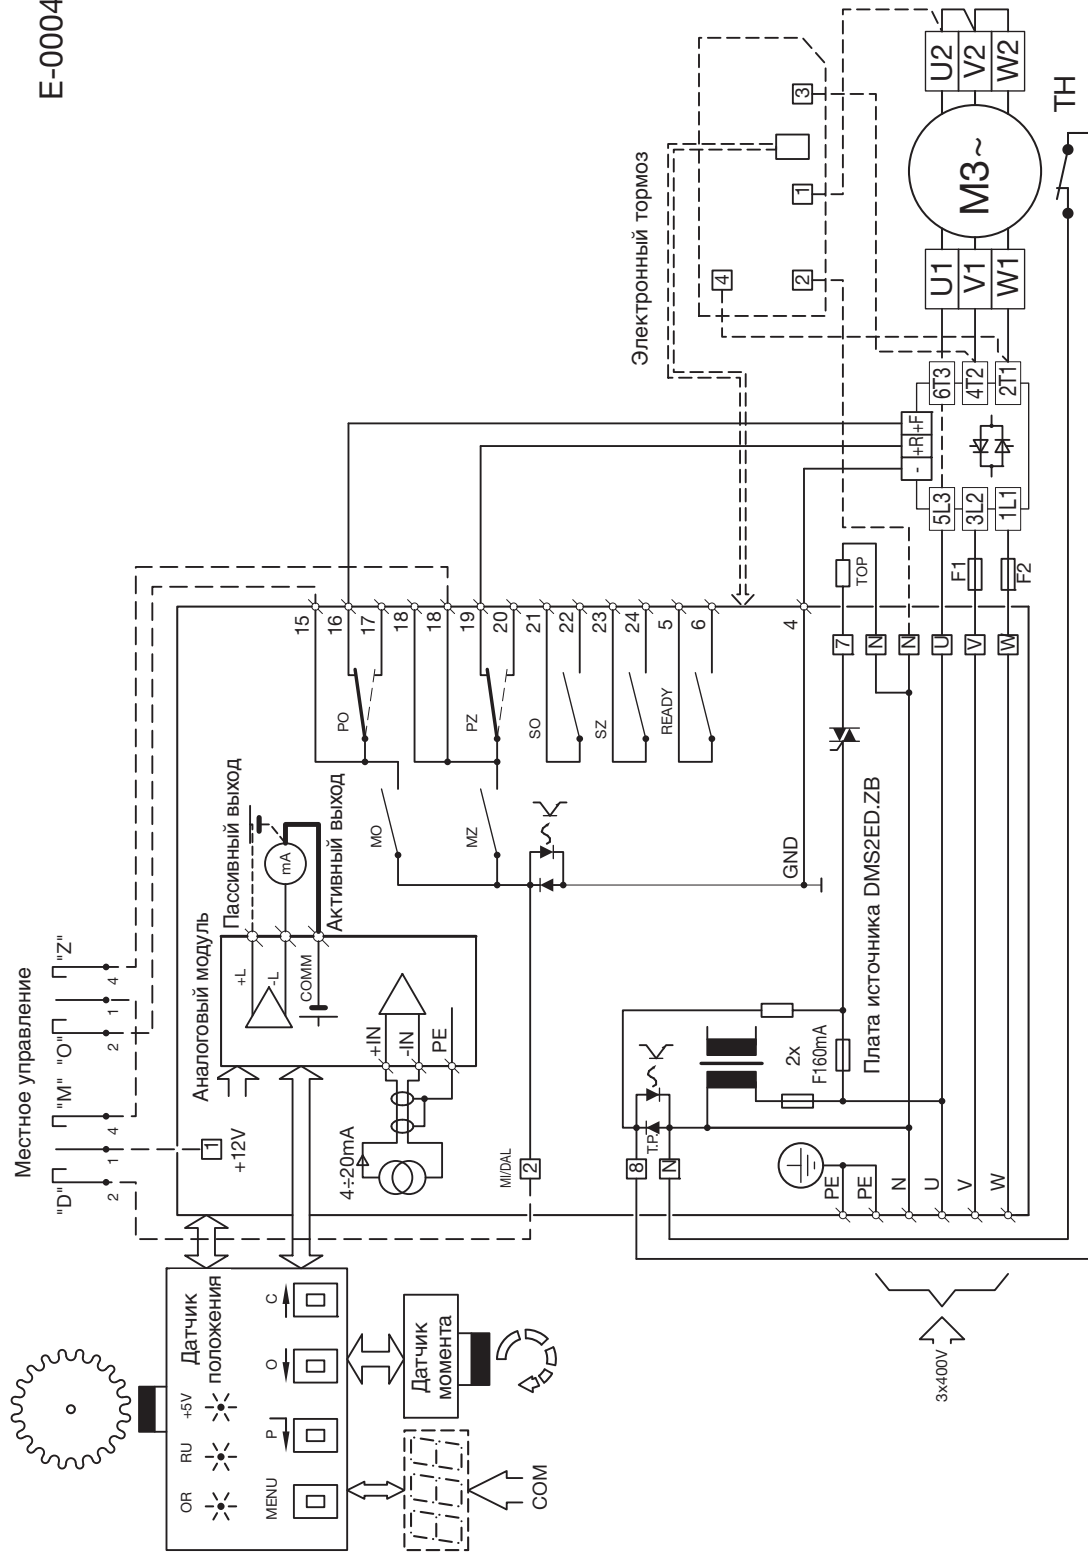 E-0004
Местное управление
"D"
"M"
"O"
"Z"
2
1
4
2
1
4
1
+12V
Аналоговый модуль
Пассивный выход
Активный выход
+L
-L
COMM
mA
+IN
-IN
PE
4÷20mA
MI/DAL
2
MO
MZ
PO
PZ
SO
SZ
READY
15
16
17
18
18
19
20
21
22
23
24
5
6
4
GND
Электронный тормоз
1
2
3
4
U2
V2
W2
M3~
U1
V1
W1
TH
6T3
4T2
2T1
+F
+R
-
5L3
3L2
1L1
F1
F2
TOP
7
N
N
U
V
W
Плата источника DMS2ED.ZB
2x
F160mA
T.P.
8
N
PE
PE
N
U
V
W
3x400V
Датчик
положения
OR
RU
+5V
MENU
P
O
C
Датчик
момента
COM